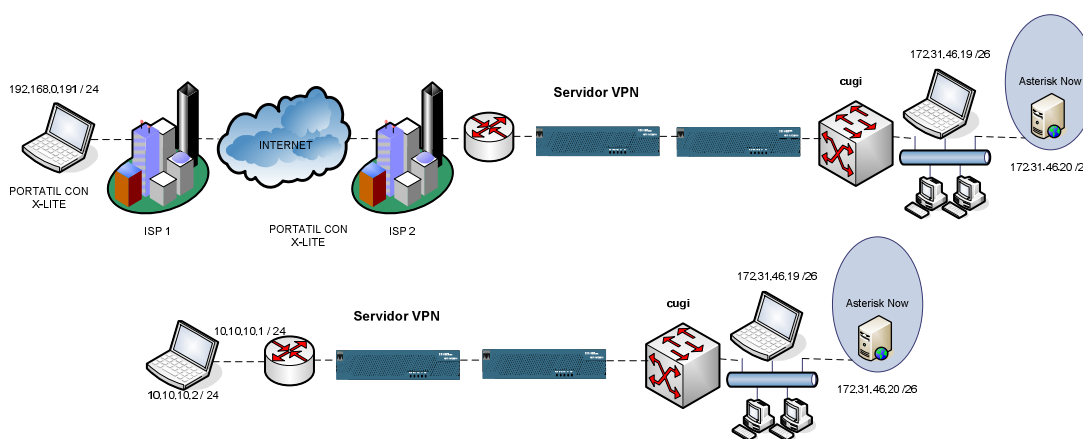 172.31.46.19 /26
cugi
Asterisk Now
192.168.0.191 / 24
Servidor VPN
INTERNET
172.31.46.20 /2
PORTATIL CON
X-LITE
ISP 1
PORTATIL CON
X-LITE
ISP 2
172.31.46.19 /26
cugi
Asterisk Now
Servidor VPN
10.10.10.1 / 24
10.10.10.2 / 24
172.31.46.20 /26